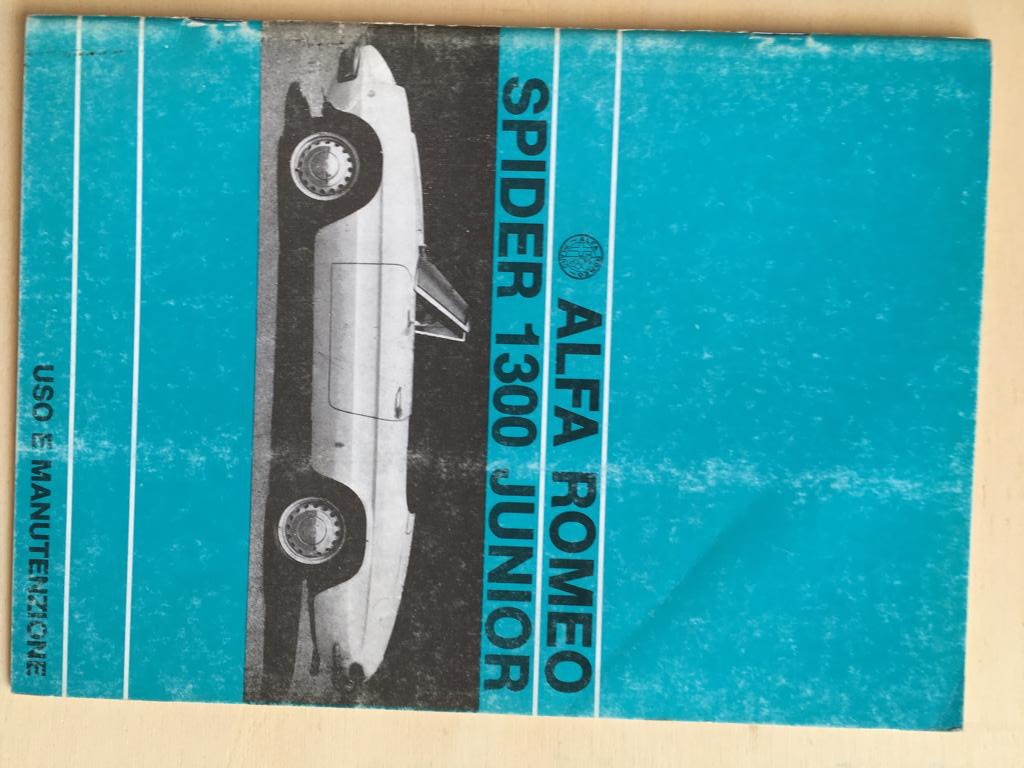 ALFA ROMEO
SPIDER 1300 JUNIOR
USO E MANUTENZIONE